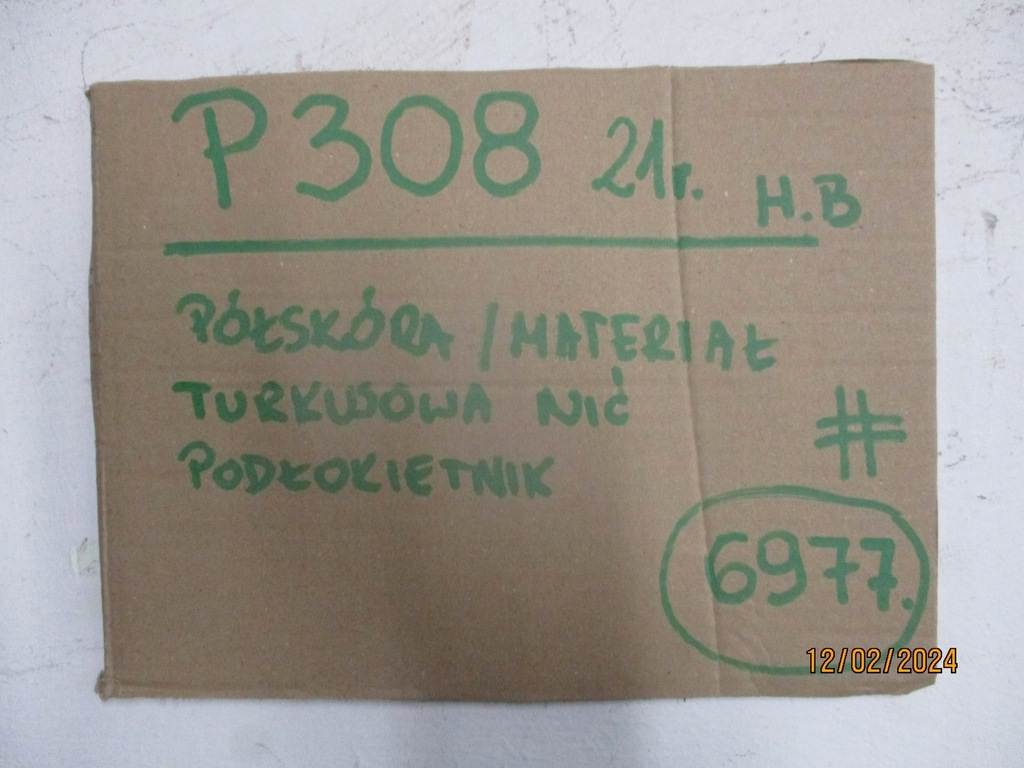 P308 21r. H.B
PÓŁSKÓRA / MATERIAŁ
TURKUSOWA NIĆ
PODŁOKIETNIK
#
6977.
12/02/2024